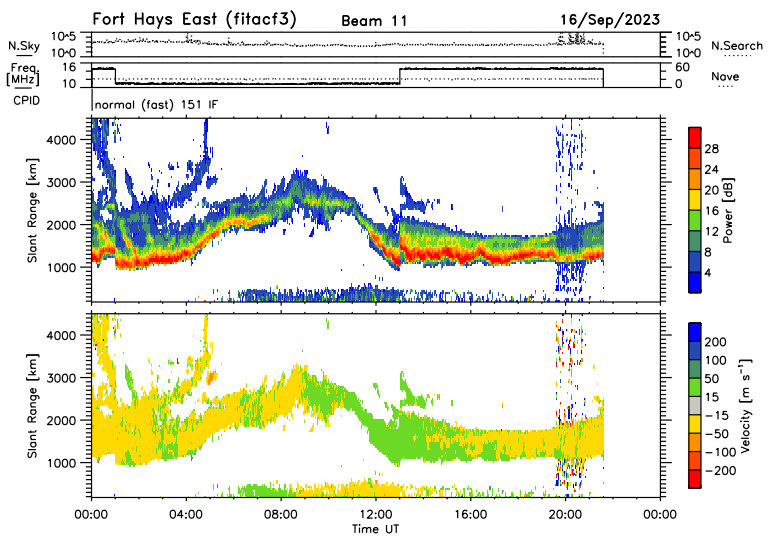 Fort Hays East (fitacf3) Beam 11 16/Sep/2023
N.Sky 10^5 10^0 10^5 10^0 N.Search
Freq. [MHz] 16 10 60 0 Nave
CPID normal (fast) 151 IF
Slant Range [km] 4000 3000 2000 1000
28 24 20 16 12 8 4 Power [dB]
Slant Range [km] 4000 3000 2000 1000
200 100 50 15 −15 −50 −100 −200 Velocity [m s⁻¹]
00:00 04:00 08:00 12:00 16:00 20:00 00:00
Time UT